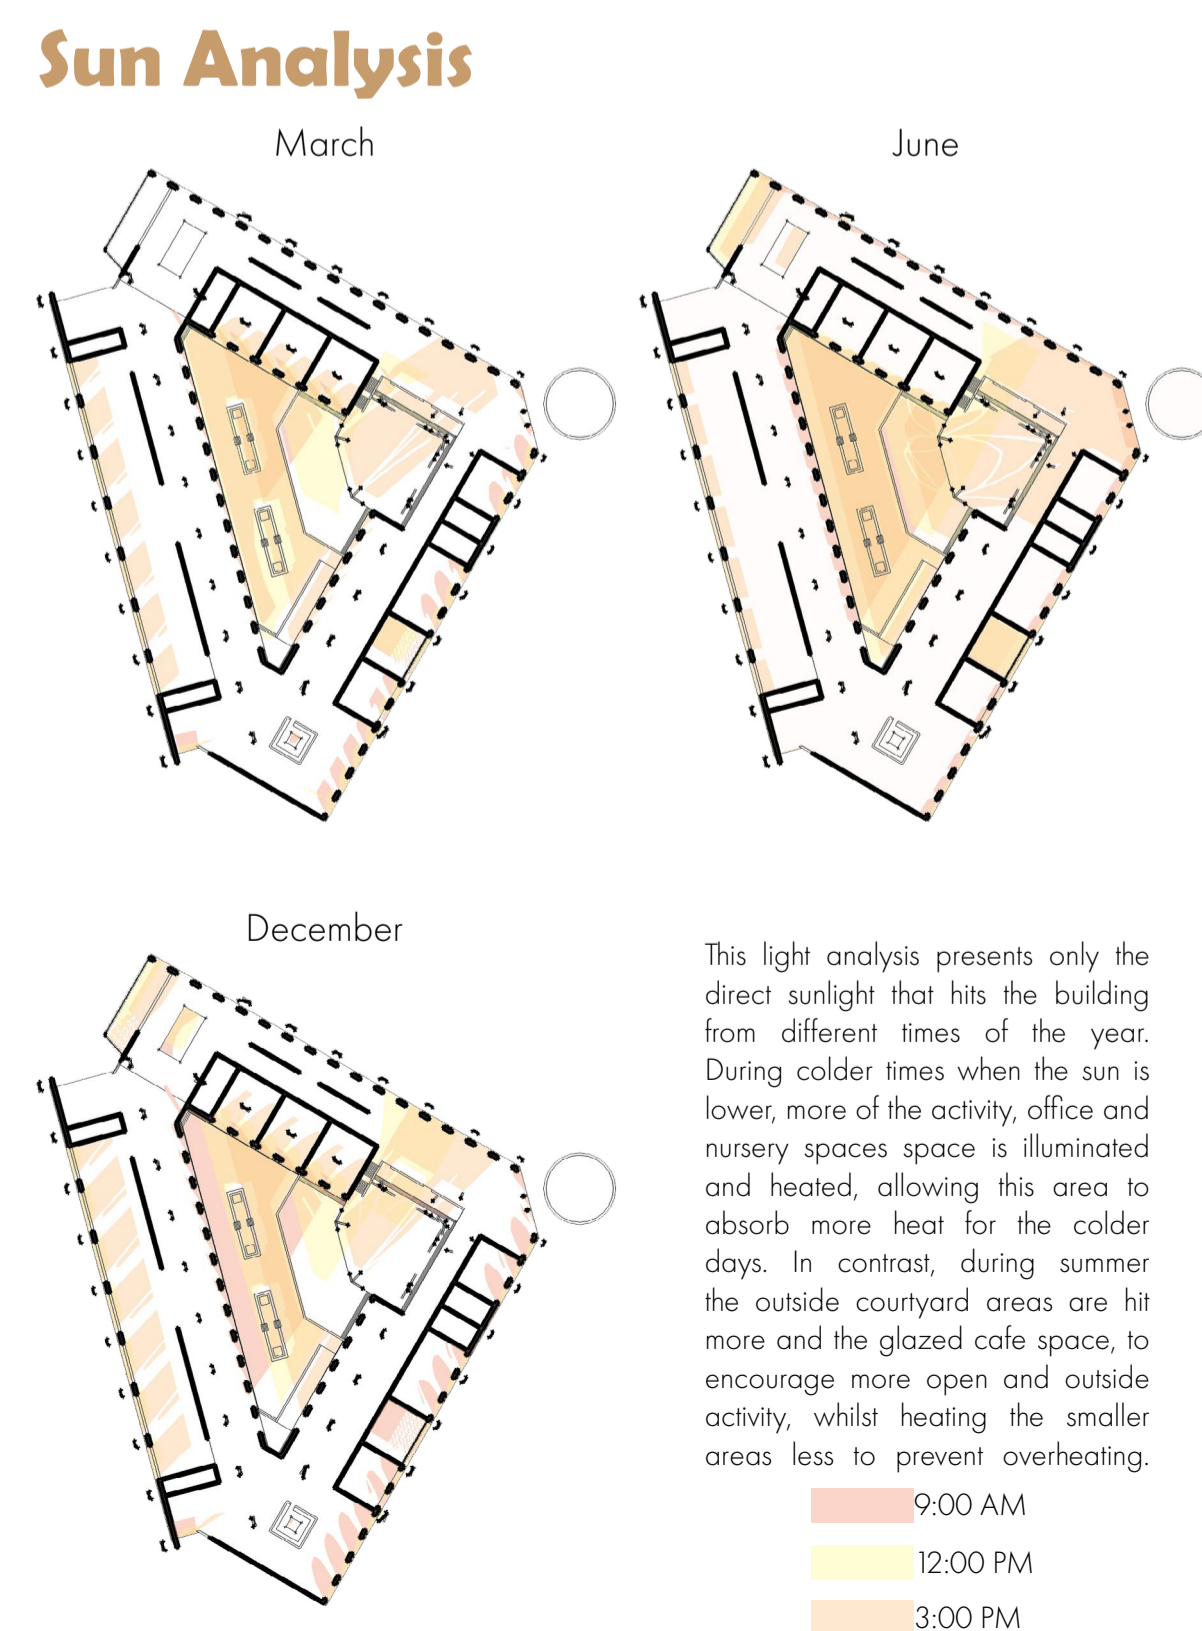 Sun Analysis
March
June
December
This light analysis presents only the
direct sunlight that hits the building
from different times of the year.
During colder times when the sun is
lower, more of the activity, office and
nursery spaces space is illuminated
and heated, allowing this area to
absorb more heat for the colder
days. In contrast, during summer
the outside courtyard areas are hit
more and the glazed cafe space, to
encourage more open and outside
activity, whilst heating the smaller
areas less to prevent overheating.
9:00 AM
12:00 PM
3:00 PM